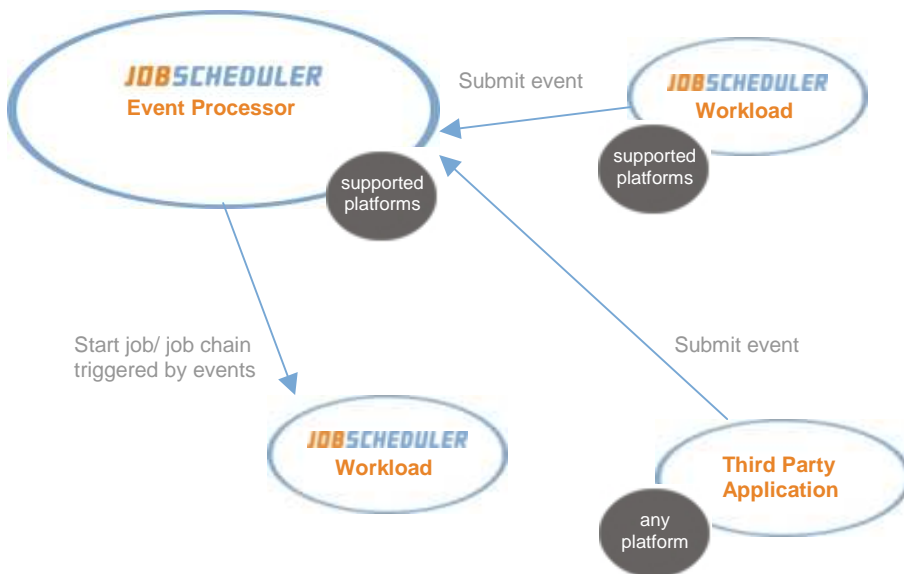 JOBSCHEDULER
Event Processor
supported
platforms
Submit event
JOBSCHEDULER
Workload
supported
platforms
Start job/ job chain
triggered by events
Submit event
JOBSCHEDULER
Workload
Third Party
Application
any
platform